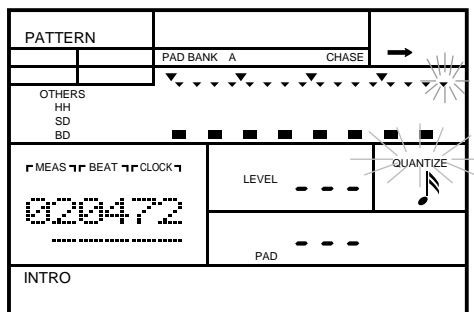 PATTERN
PAD BANK A CHASE
OTHERS
HH
SD
BD
MEAS BEAT CLOCK
020472
LEVEL - - -
QUANTIZE
PAD - - -
INTRO